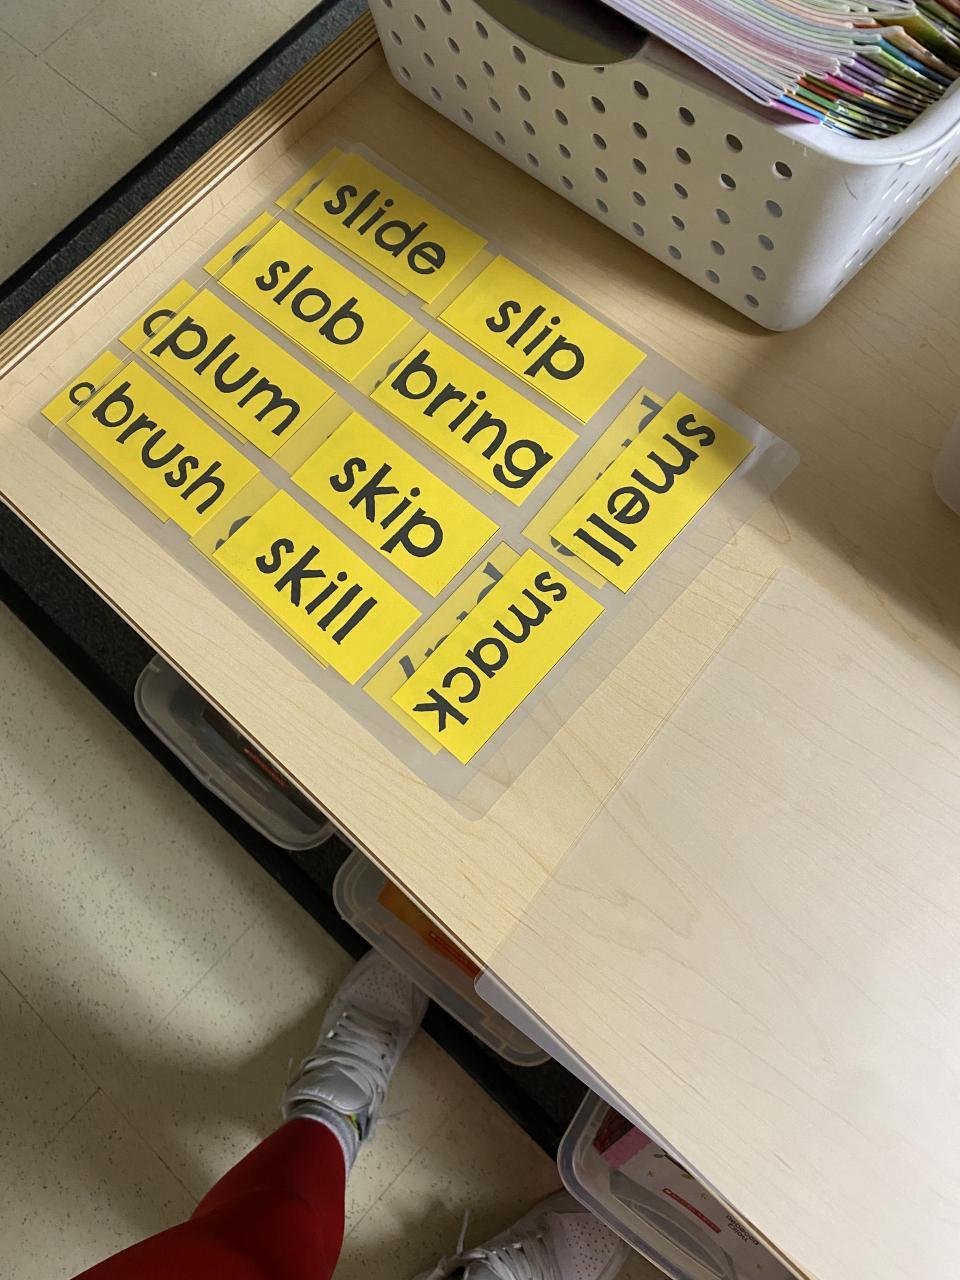 slide
slip
slob
bring
smell
plum
skip
smack
brush
skill